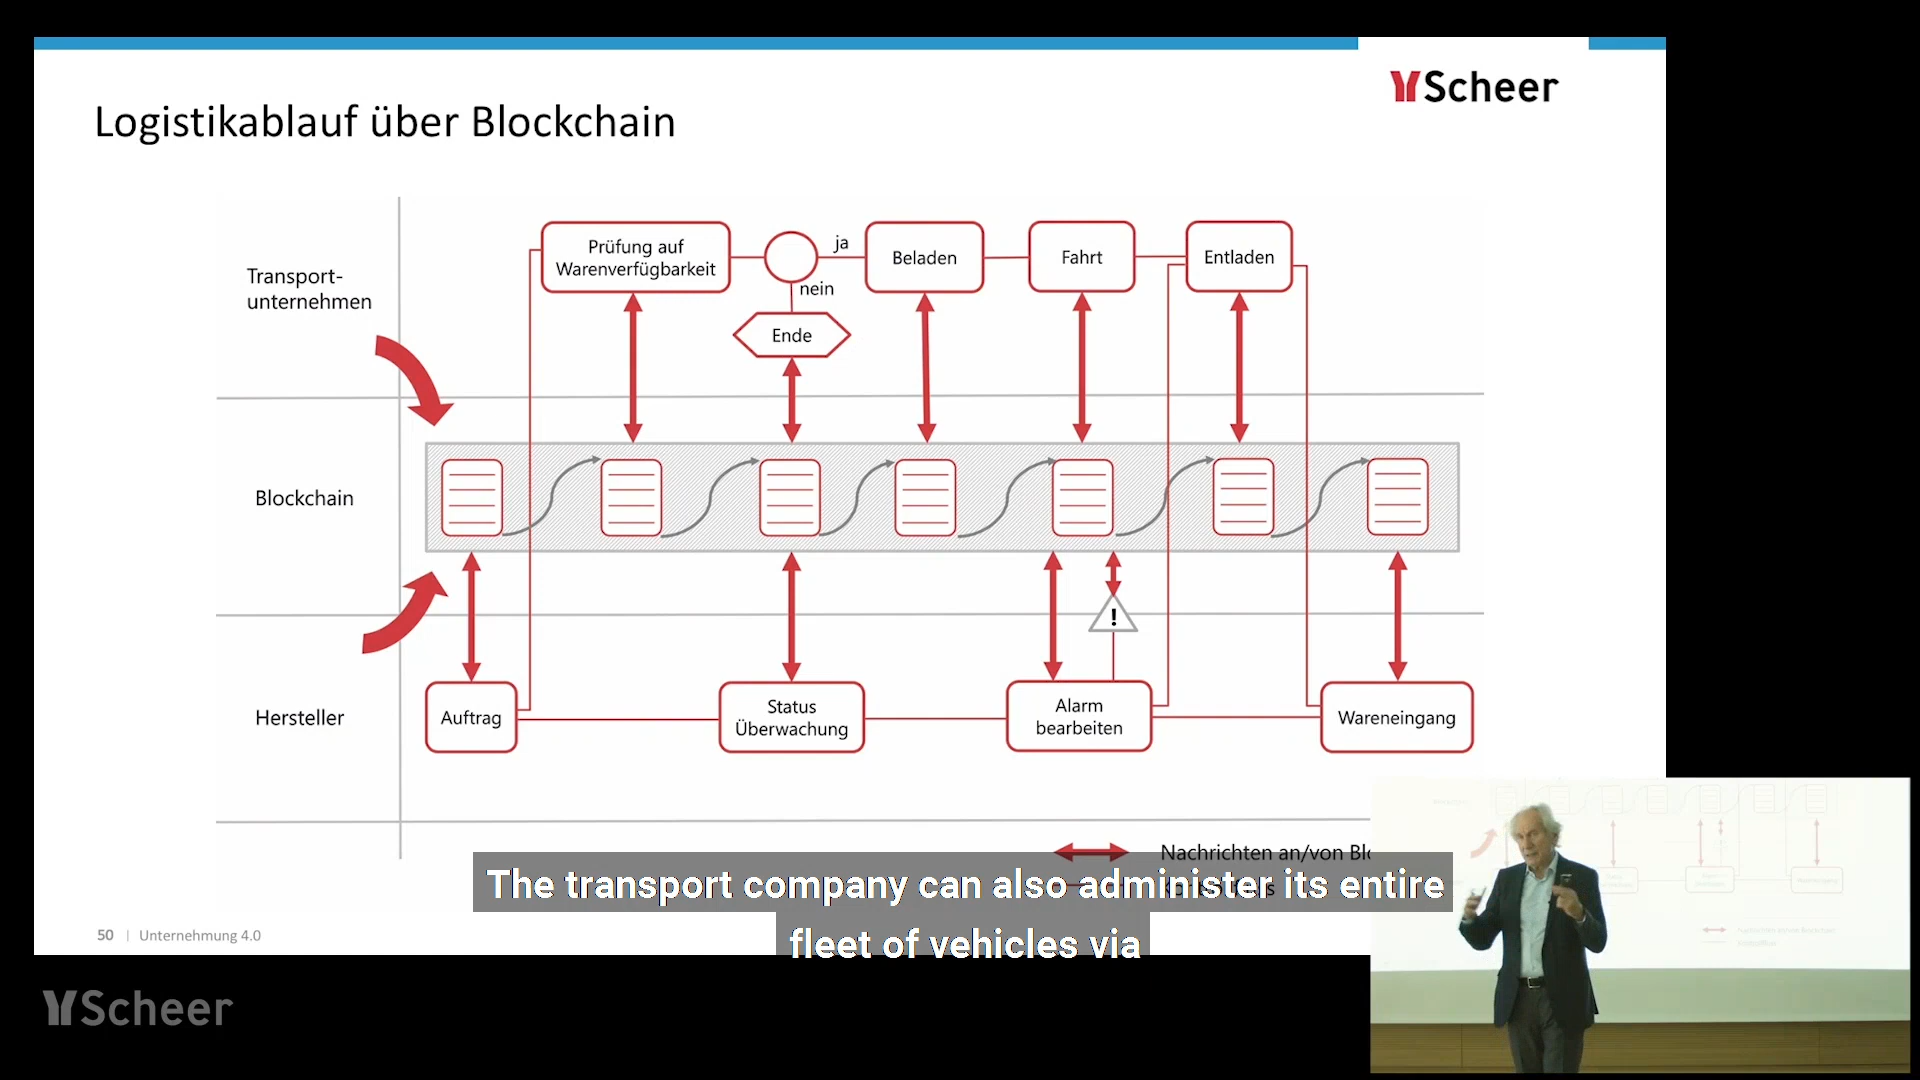 Scheer
Logistikablauf über Blockchain
Transport-
unternehmen
Prüfung auf
Warenverfügbarkeit
ja
nein
Ende
Beladen
Fahrt
Entladen
Blockchain
!
Hersteller
Auftrag
Status
Überwachung
Alarm
bearbeiten
Wareneingang
Nachrichten an/von Blo
The transport company can also administer its entire
fleet of vehicles via
50 | Unternehmung 4.0
Scheer